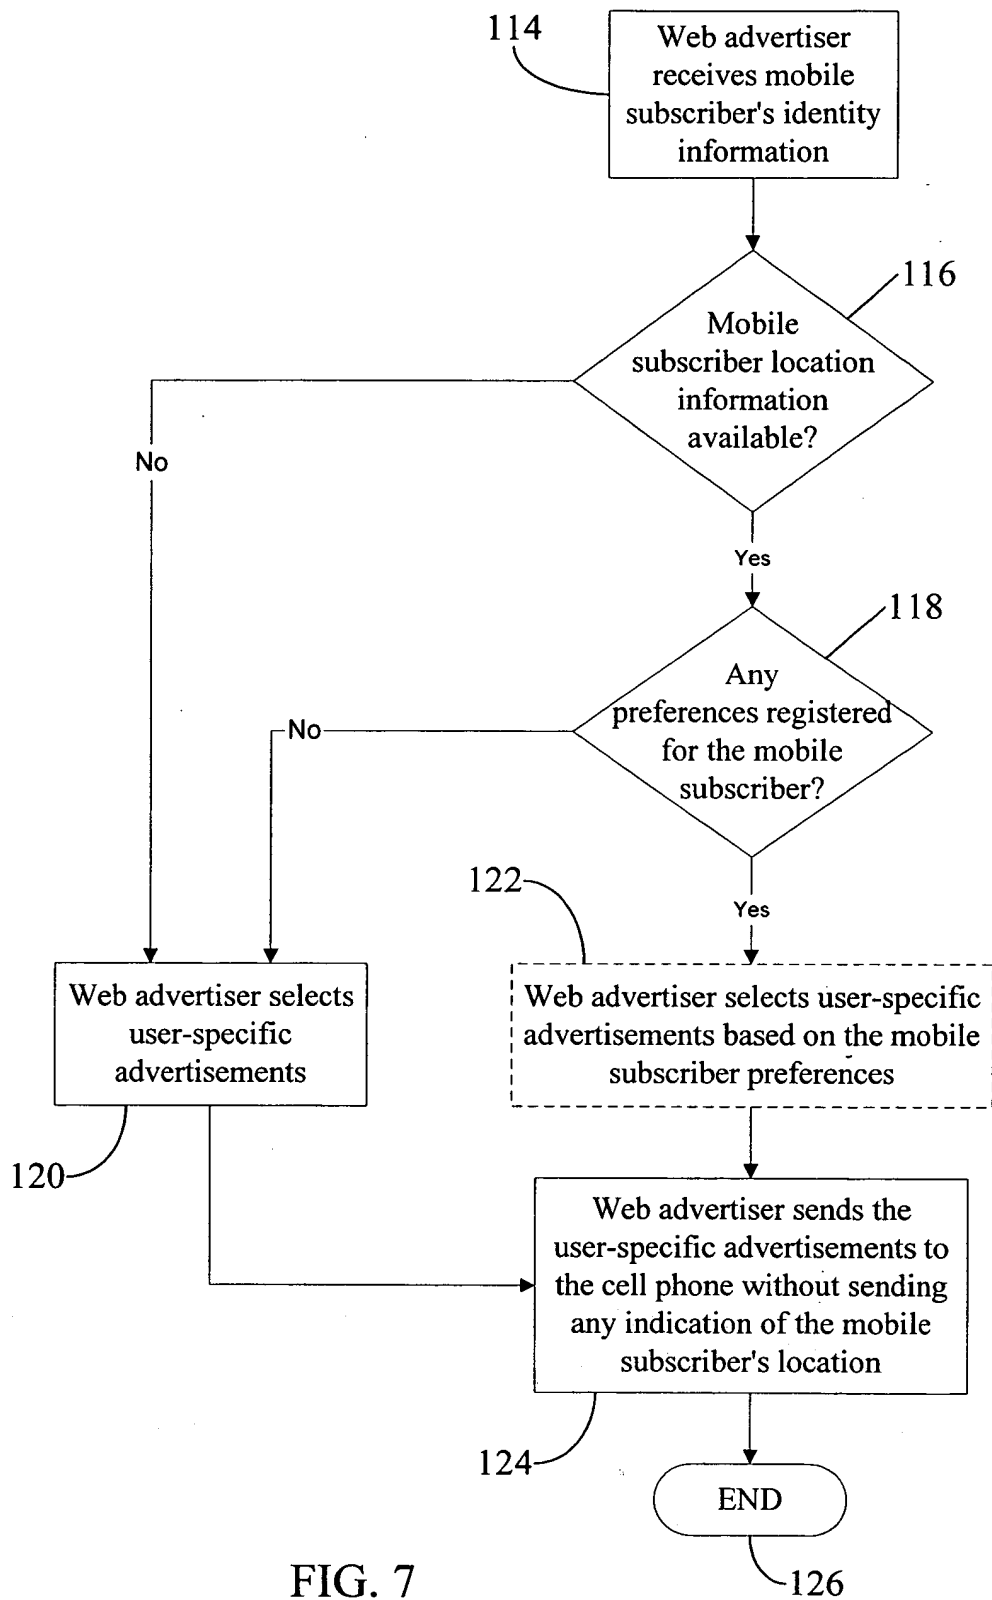 114
Web advertiser
receives mobile
subscriber's identity
information
116
Mobile
subscriber location
information
available?
No
Yes
118
Any
preferences registered
for the mobile
subscriber?
No
Yes
122
Web advertiser selects
user-specific
advertisements
Web advertiser selects user-specific
advertisements based on the mobile
subscriber preferences
120
Web advertiser sends the
user-specific advertisements to
the cell phone without sending
any indication of the mobile
subscriber's location
124
END
126
FIG. 7